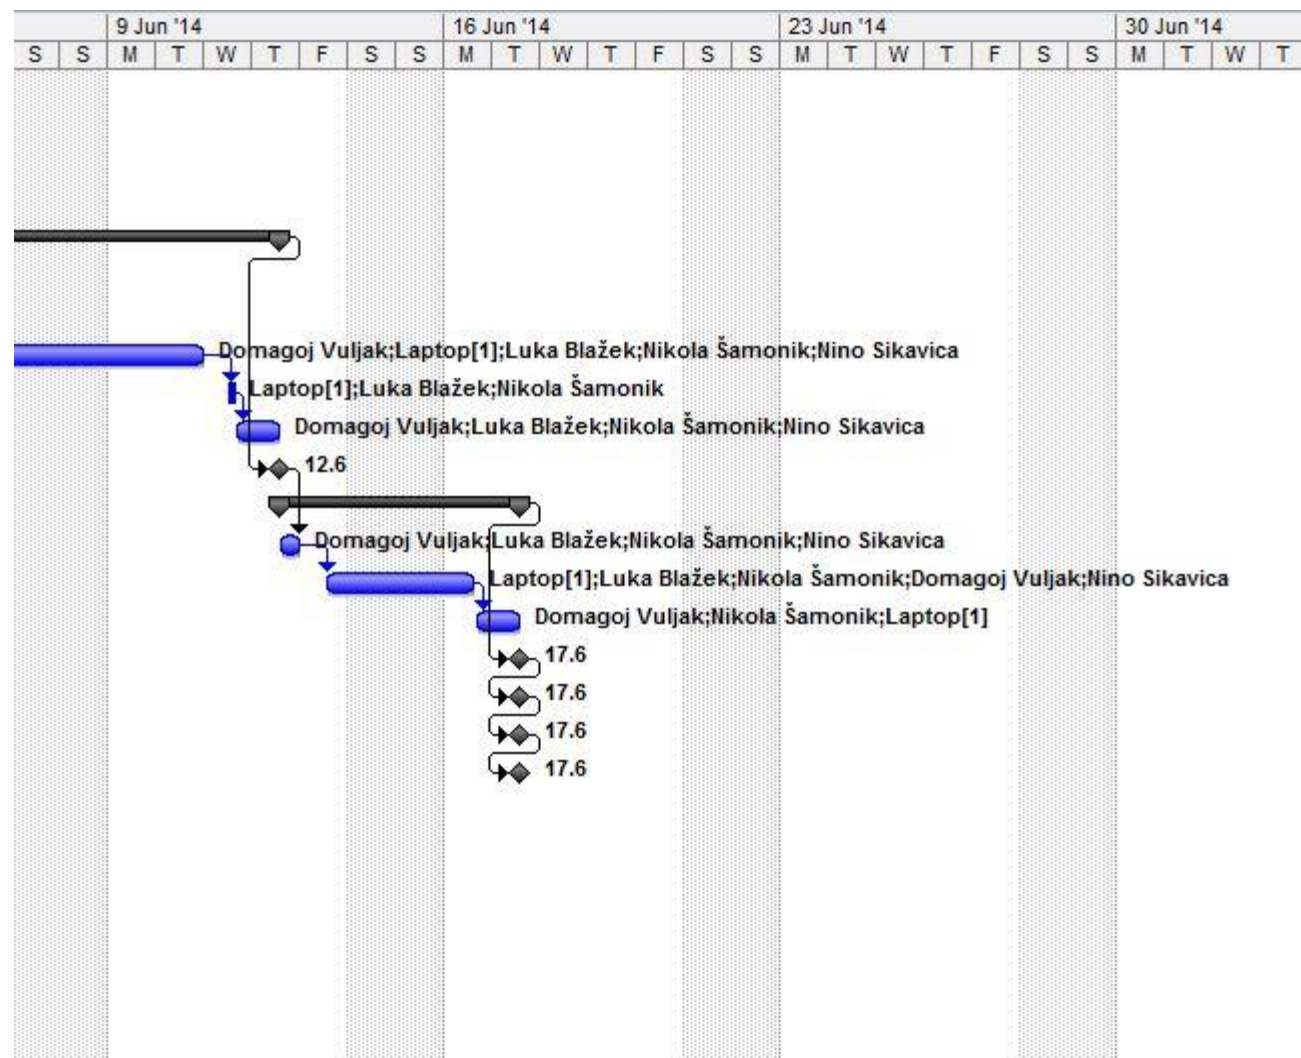 9 Jun '14 16 Jun '14 23 Jun '14 30 Jun '14
S S M T W T F S S M T W T F S S M T W T F S S M T W T
Domagoj Vuljak;Laptop[1];Luka Blažek;Nikola Šamonik;Nino Sikavica
Laptop[1];Luka Blažek;Nikola Šamonik
Domagoj Vuljak;Luka Blažek;Nikola Šamonik;Nino Sikavica
12.6
Domagoj Vuljak;Luka Blažek;Nikola Šamonik;Nino Sikavica
Laptop[1];Luka Blažek;Nikola Šamonik;Domagoj Vuljak;Nino Sikavica
Domagoj Vuljak;Nikola Šamonik;Laptop[1]
17.6
17.6
17.6
17.6